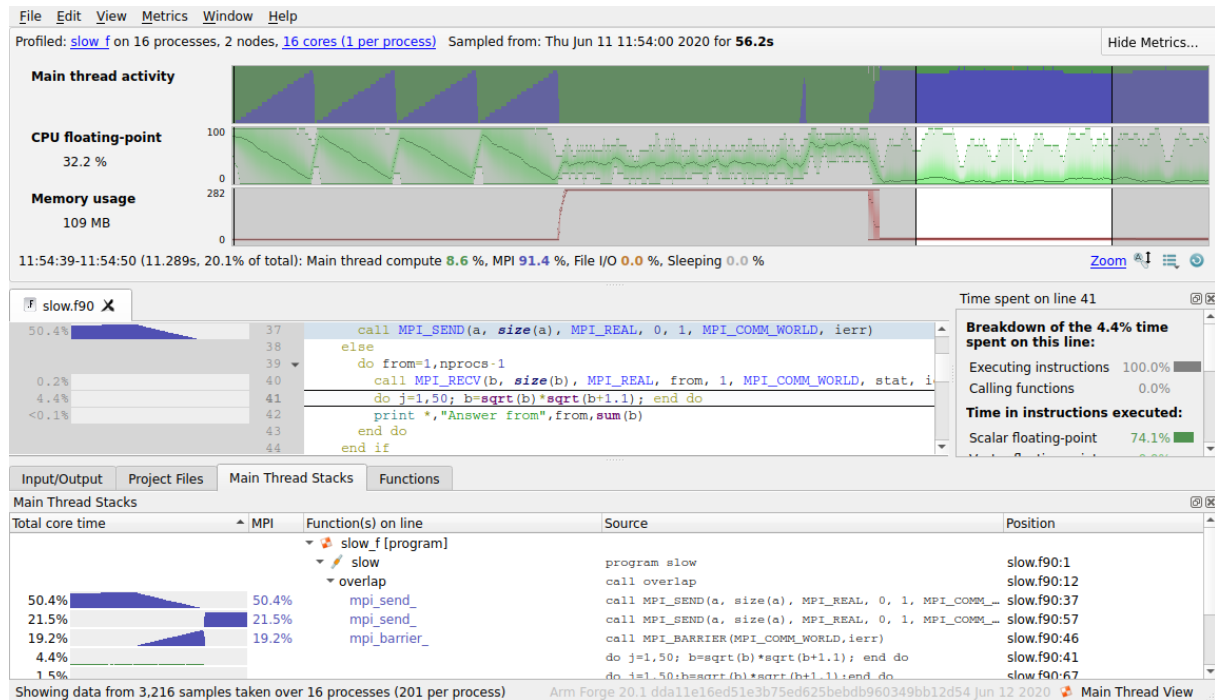 File Edit View Metrics Window Help
Profiled: slow_f on 16 processes, 2 nodes, 16 cores (1 per process) Sampled from: Thu Jun 11 11:54:00 2020 for 56.2s Hide Metrics...
Main thread activity
CPU floating-point 100
32.2 %
0
Memory usage 282
109 MB
0
11:54:39-11:54:50 (11.289s, 20.1% of total): Main thread compute 8.6 %, MPI 91.4 %, File I/O 0.0 %, Sleeping 0.0 % Zoom
F slow.f90 X Time spent on line 41
50.4% 37 call MPI_SEND(a, size(a), MPI_REAL, 0, 1, MPI_COMM_WORLD, ierr)
38 else
39 do from=1,nprocs-1
0.2% 40 call MPI_RECV(b, size(b), MPI_REAL, from, 1, MPI_COMM_WORLD, stat, i
4.4% 41 do j=1,50; b=sqrt(b)*sqrt(b+1.1); end do
<0.1% 42 print *,"Answer from",from,sum(b)
43 end do
44 end if
Breakdown of the 4.4% time
spent on this line:
Executing instructions 100.0%
Calling functions 0.0%
Time in instructions executed:
Scalar floating-point 74.1%
Input/Output Project Files Main Thread Stacks Functions
Main Thread Stacks
Total core time MPI Function(s) on line Source Position
slow_f [program]
slow program slow slow.f90:1
overlap call overlap slow.f90:12
50.4% 50.4% mpi_send_ call MPI_SEND(a, size(a), MPI_REAL, 0, 1, MPI_COMM_… slow.f90:37
21.5% 21.5% mpi_send_ call MPI_SEND(a, size(a), MPI_REAL, 0, 1, MPI_COMM_… slow.f90:57
19.2% 19.2% mpi_barrier_ call MPI_BARRIER(MPI_COMM_WORLD,ierr) slow.f90:46
4.4% do j=1,50; b=sqrt(b)*sqrt(b+1.1); end do slow.f90:41
1.5% do j=1,50;b=sqrt(b)*sqrt(b+1.1);end do slow.f90:67
Showing data from 3,216 samples taken over 16 processes (201 per process) Arm Forge 20.1 dda11e16ed51e3b75ed625bebdb960349bb12d54 Jun 12 2020 Main Thread View